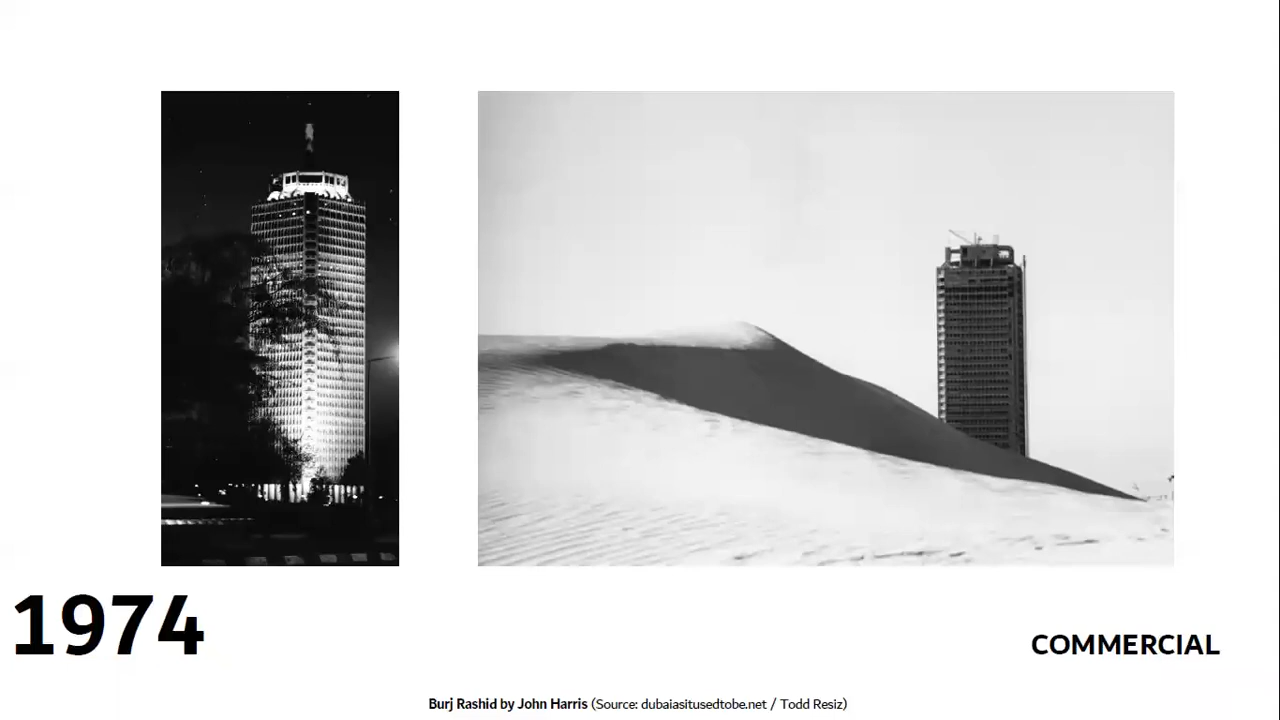 1974
COMMERCIAL
Burj Rashid by John Harris (Source: dubaiasitusedtobe.net / Todd Resiz)